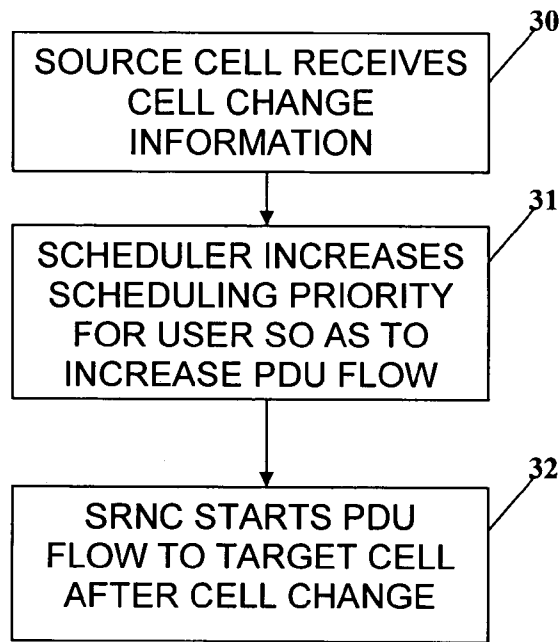 30
SOURCE CELL RECEIVES
CELL CHANGE
INFORMATION
31
SCHEDULER INCREASES
SCHEDULING PRIORITY
FOR USER SO AS TO
INCREASE PDU FLOW
32
SRNC STARTS PDU
FLOW TO TARGET CELL
AFTER CELL CHANGE